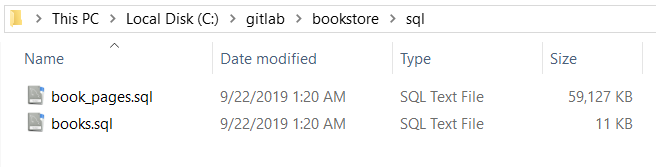 This PC > Local Disk (C:) > gitlab > bookstore > sql
Name Date modified Type Size
book_pages.sql 9/22/2019 1:20 AM SQL Text File 59,127 KB
books.sql 9/22/2019 1:20 AM SQL Text File 11 KB